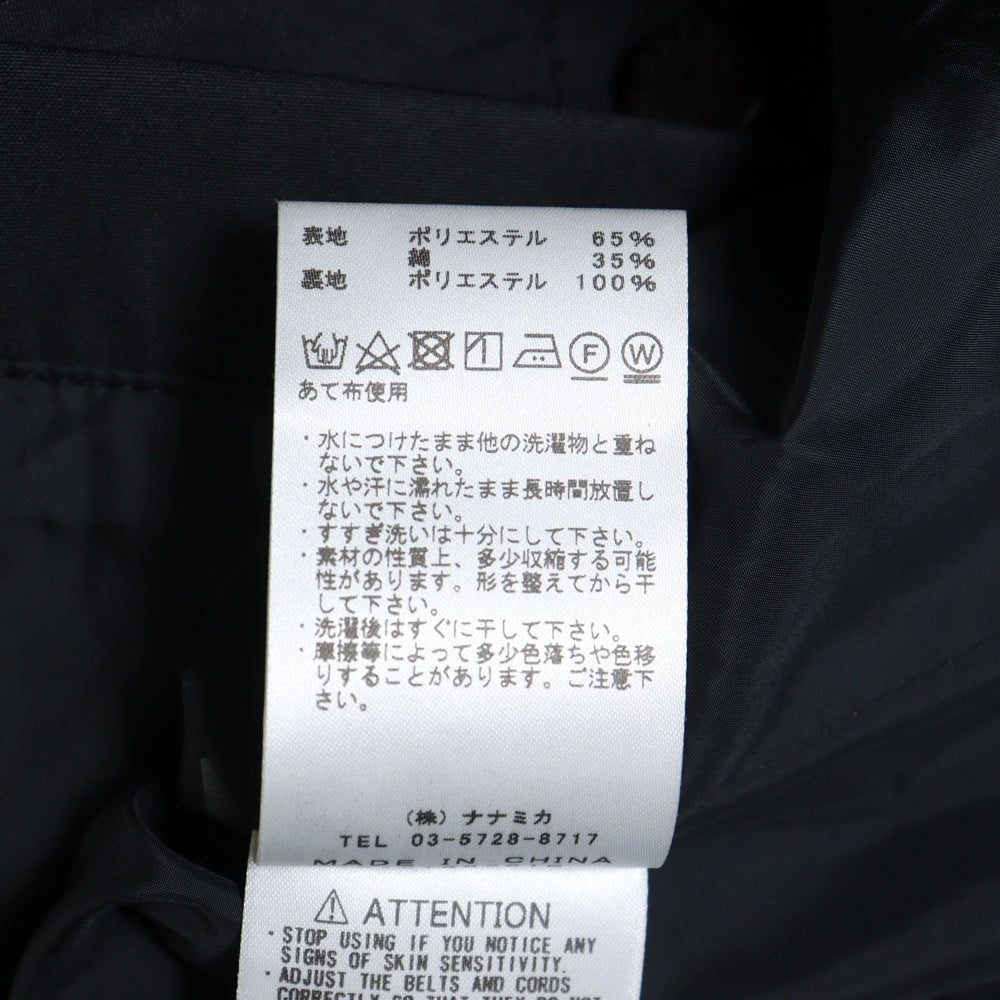 表地 ポリエステル 65%
綿 35%
裏地 ポリエステル 100%
F W
あて布使用
・水につけたまま他の洗濯物と重ね
ないで下さい。
・水や汗に濡れたまま長時間放置し
ないで下さい。
・すすぎ洗いは十分にして下さい。
・素材の性質上、多少収縮する可能
性があります。形を整えてから干
して下さい。
・洗濯後はすぐに干して下さい。
・摩擦等によって多少色落ちや色移
りすることがあります。ご注意下
さい。
(株) ナナミカ
TEL 03-5728-8717
MADE IN CHINA
ATTENTION
・STOP USING IF YOU NOTICE ANY
SIGNS OF SKIN SENSITIVITY.
・ADJUST THE BELTS AND CORDS
CORRECTLY SO THAT THEY DO NOT